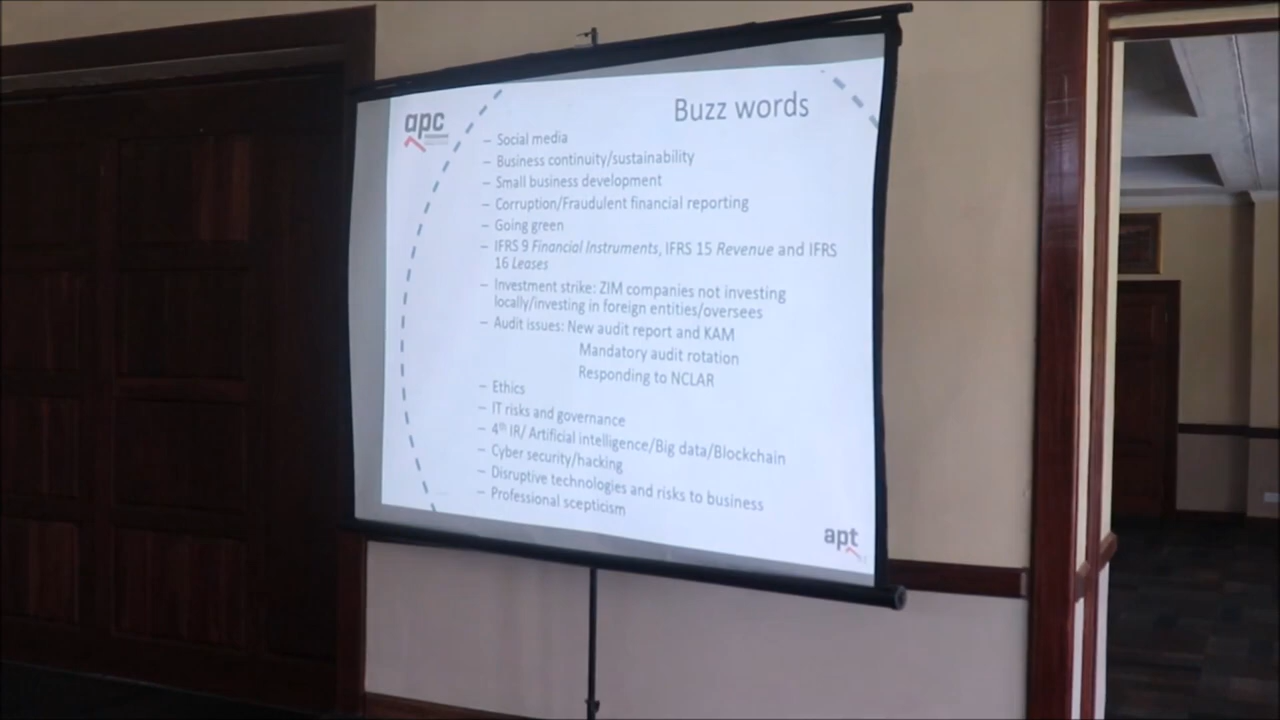 apc
Buzz words
– Social media
– Business continuity/sustainability
– Small business development
– Corruption/Fraudulent financial reporting
– Going green
– IFRS 9 Financial Instruments, IFRS 15 Revenue and IFRS
16 Leases
– Investment strike: ZIM companies not investing
locally/investing in foreign entities/oversees
– Audit issues: New audit report and KAM
Mandatory audit rotation
Responding to NCLAR
– Ethics
– IT risks and governance
– 4th IR/ Artificial intelligence/Big data/Blockchain
– Cyber security/hacking
– Disruptive technologies and risks to business
– Professional scepticism
apt